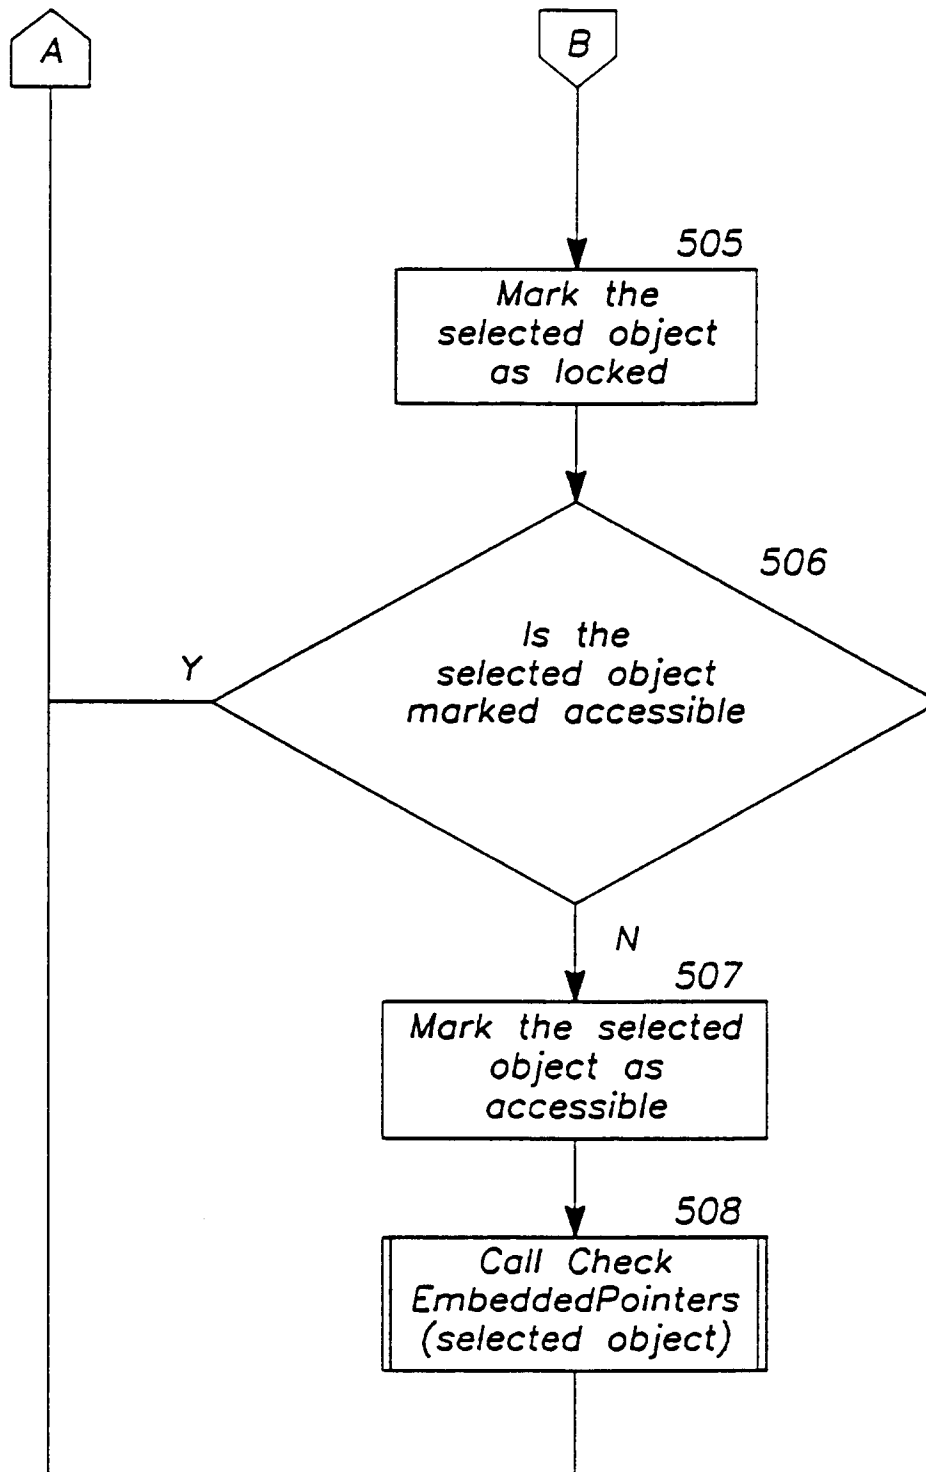 A
B
505
Mark the
selected object
as locked
506
Is the
selected object
marked accessible
Y
N
507
Mark the selected
object as
accessible
508
Call Check
EmbeddedPointers
(selected object)